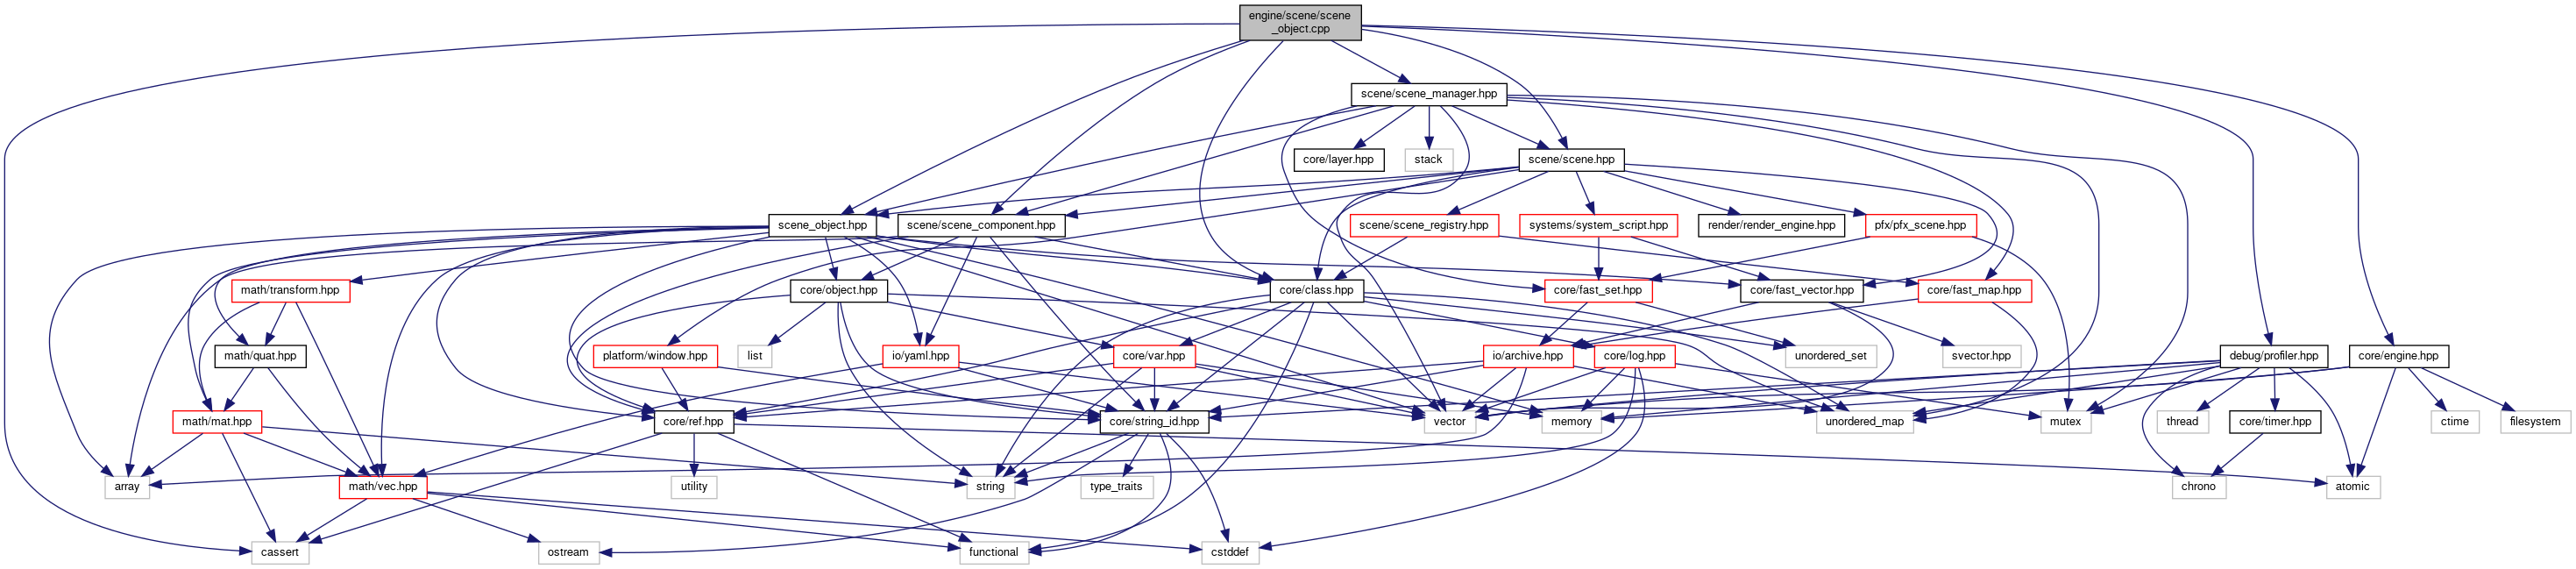 engine/scene/scene
_object.cpp
scene/scene_manager.hpp
core/layer.hpp
stack
scene/scene.hpp
scene_object.hpp
scene/scene_component.hpp
scene/scene_registry.hpp
systems/system_script.hpp
render/render_engine.hpp
pfx/pfx_scene.hpp
math/transform.hpp
core/object.hpp
core/class.hpp
core/fast_set.hpp
core/fast_vector.hpp
core/fast_map.hpp
math/quat.hpp
platform/window.hpp
list
io/yaml.hpp
core/var.hpp
io/archive.hpp
core/log.hpp
unordered_set
svector.hpp
debug/profiler.hpp
core/engine.hpp
math/mat.hpp
core/ref.hpp
core/string_id.hpp
vector
memory
unordered_map
mutex
thread
core/timer.hpp
ctime
filesystem
array
math/vec.hpp
utility
string
type_traits
chrono
atomic
cassert
ostream
functional
cstddef